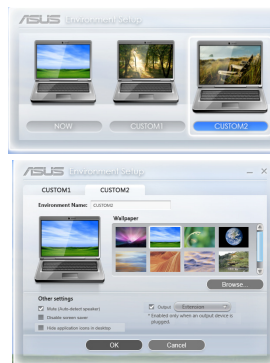 ASUS Environment Setup
NOW
CUSTOM1
CUSTOM2
ASUS Environment Setup
CUSTOM1
CUSTOM2
Environment Name: CUSTOM2
Wallpaper
Browse...
Other settings
Mute (Auto-detect speaker)
Disable screen saver
Hide application icons in desktop
Output Extension
* Enabled only when an output device is
plugged.
OK
Cancel